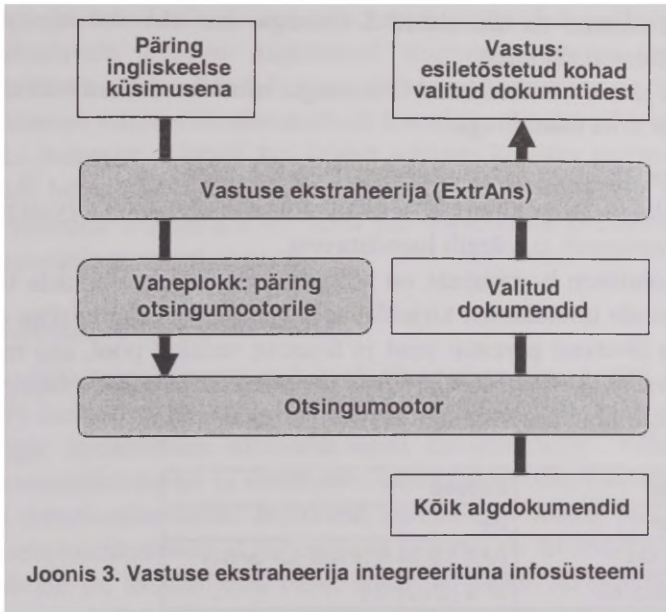 Päring
ingliskeelse
küsimusena
Vastus:
esiletõstetud kohad
valitud dokumntidest
Vastuse ekstraheerija (ExtrAns)
Vaheplokk: päring
otsingumootorile
Valitud
dokumendid
Otsingumootor
Kõik algdokumendid
Joonis 3. Vastuse ekstraheerija integreerituna infosüsteemi